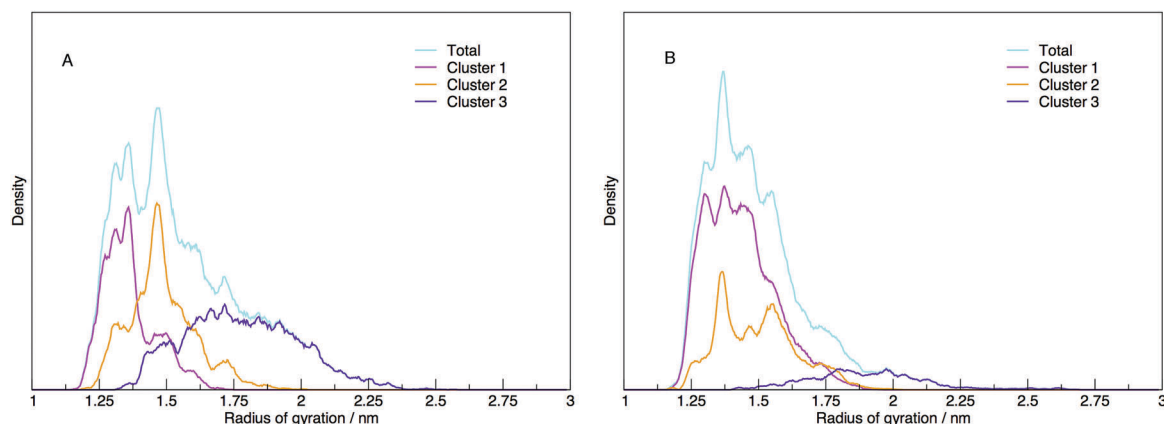 A
Total
Cluster 1
Cluster 2
Cluster 3
Density
1 1.25 1.5 1.75 2 2.25 2.5 2.75 3
Radius of gyration / nm
B
Total
Cluster 1
Cluster 2
Cluster 3
Density
1 1.25 1.5 1.75 2 2.25 2.5 2.75 3
Radius of gyration / nm